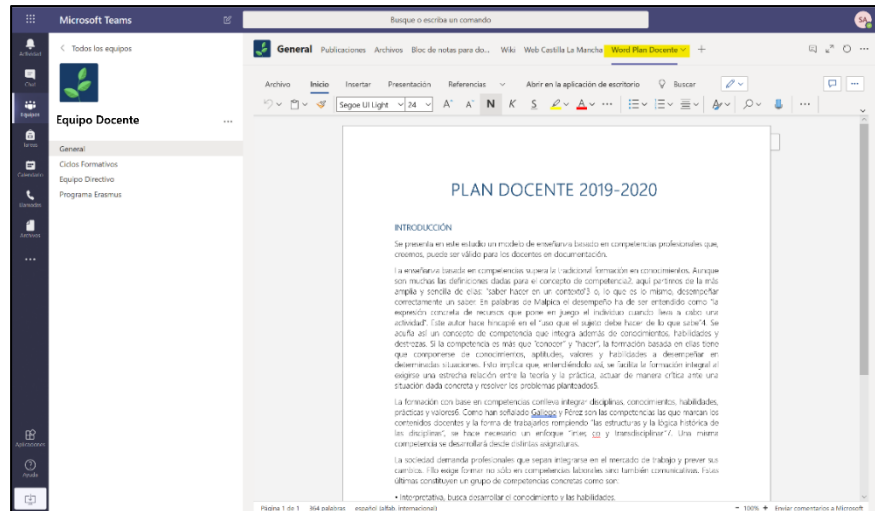 Microsoft Teams
Busque o escriba un comando
SA
Actividad
Chat
Equipos
Tareas
Calendario
Llamadas
Archivos
Aplicaciones
Ayuda
Todos los equipos
Equipo Docente
General
Ciclos Formativos
Equipo Directivo
Programa Erasmus
General Publicaciones Archivos Bloc de notas para do... Wiki Web Castilla La Mancha Word Plan Docente
Archivo Inicio Insertar Presentación Referencias Abrir en la aplicación de escritorio Buscar
Segoe UI Light 24 A A N K S A
PLAN DOCENTE 2019-2020
INTRODUCCIÓN
Se presenta en este estudio un modelo de enseñanza basado en competencias profesionales que,
creemos, puede ser válido para los docentes en documentación.
La enseñanza basada en competencias supera la tradicional formación en conocimientos. Aunque
son muchas las definiciones dadas para el concepto de competencia2, aquí partimos de la más
amplia y sencilla de ellas: "saber hacer en un contexto"3 o, lo que es lo mismo, desempeñar
correctamente un saber. En palabras de Malpica el desempeño ha de ser entendido como "la
expresión concreta de recursos que pone en juego el individuo cuando lleva a cabo una
actividad". Este autor hace hincapié en el "uso que el sujeto debe hacer de lo que sabe"4. Se
acuña así un concepto de competencia que integra además de conocimientos, habilidades y
destrezas. Si la competencia es más que "conocer" y "hacer", la formación basada en ellas tiene
que componerse de conocimientos, aptitudes, valores y habilidades a desempeñar en
determinadas situaciones. Esto implica que, entendiéndolo así, se facilita la formación integral al
exigirse una estrecha relación entre la teoría y la práctica, actuar de manera crítica ante una
situación dada concreta y resolver los problemas planteados5.
La formación con base en competencias conlleva integrar disciplinas, conocimientos, habilidades,
prácticas y valores6. Como han señalado Gallego y Pérez son las competencias las que marcan los
contenidos docentes y la forma de trabajarlos rompiendo "las estructuras y la lógica histórica de
las disciplinas", se hace necesario un enfoque "inter, co y transdisciplinar"7. Una misma
competencia se desarrollará desde distintas asignaturas.
La sociedad demanda profesionales que sepan integrarse en el mercado de trabajo y prever sus
cambios. Ello exige formar no sólo en competencias laborales sino también comunicativas. Estas
últimas constituyen un grupo de competencias concretas como son:
• Interpretativa, busca desarrollar el conocimiento y las habilidades.
Página 1 de 1 364 palabras español (alfab. internacional) - 100% + Enviar comentarios a Microsoft